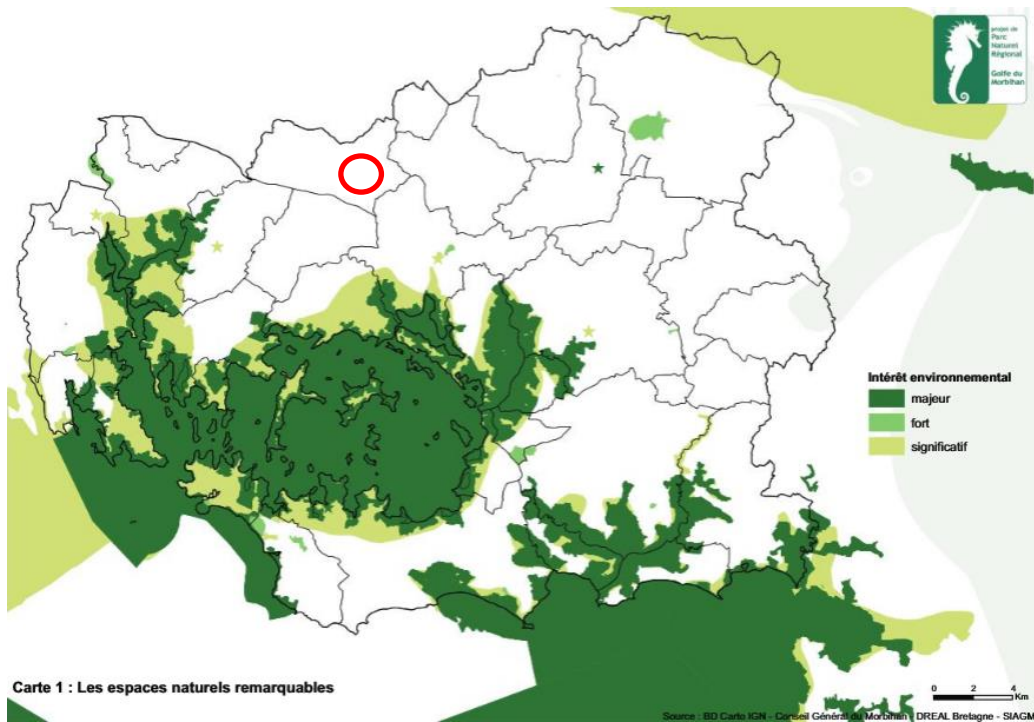 projet de
Parc
Naturel
Régional
Golfe du
Morbihan
Intérêt environnemental
majeur
fort
significatif
Carte 1 : Les espaces naturels remarquables
0 2 4
Km
Source : BD Carto IGN - Conseil Général du Morbihan - DREAL Bretagne - SIAGM